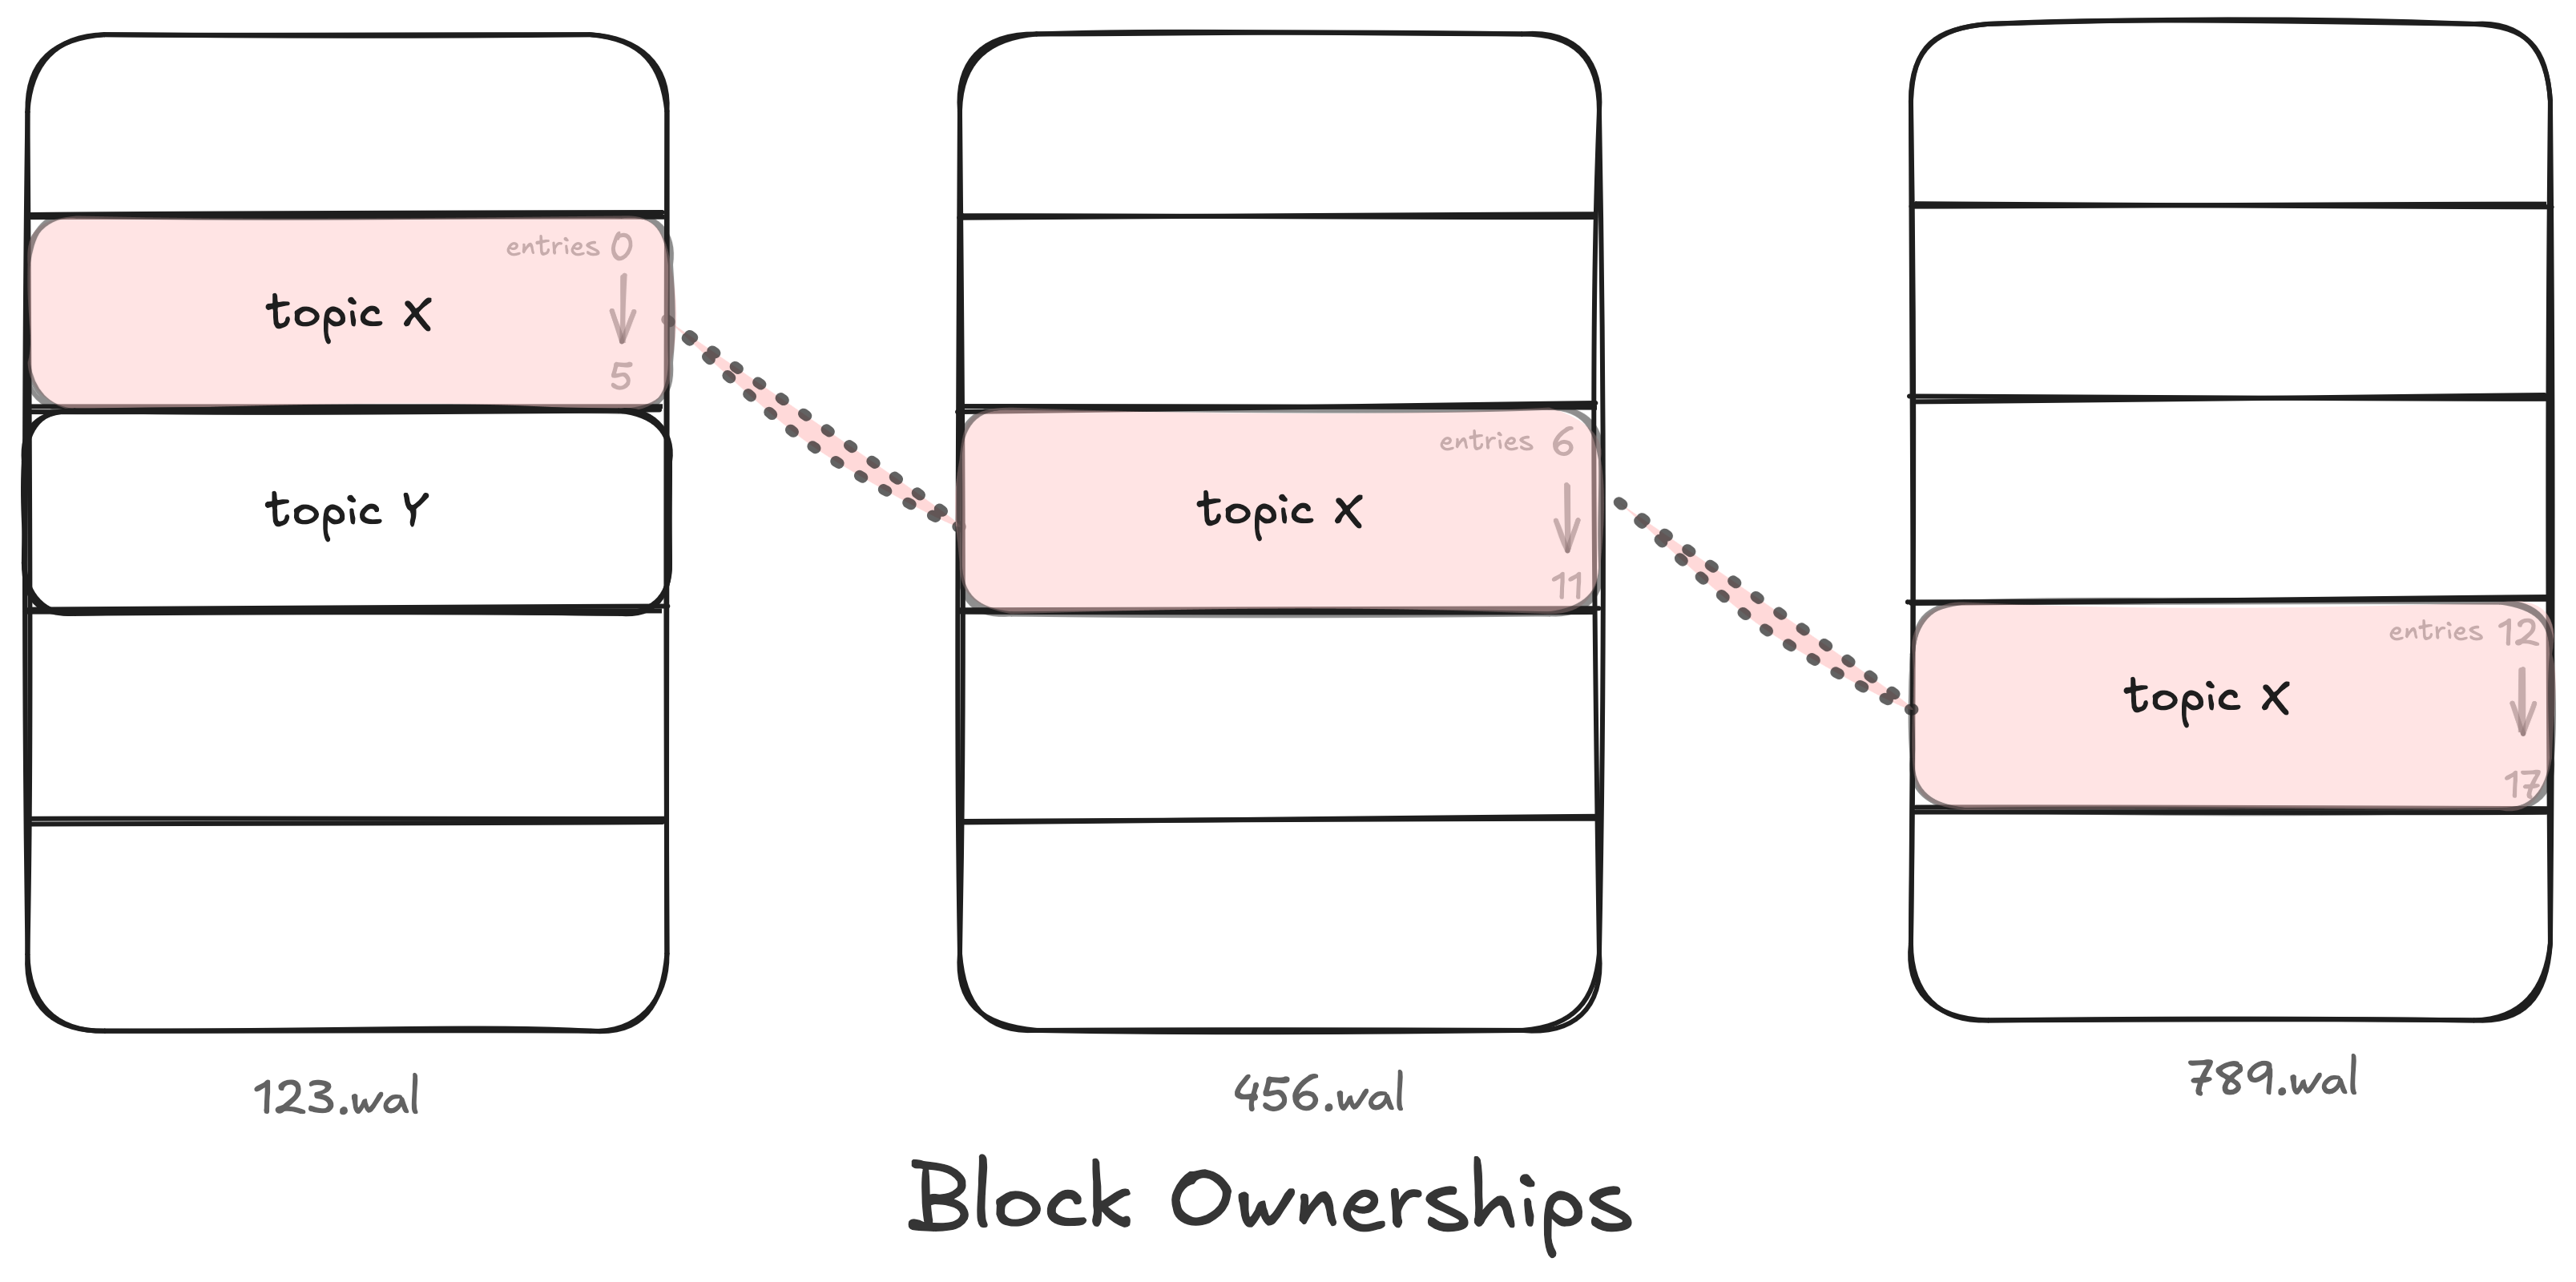 entries 0
topic X
5
topic Y
123.wal
entries 6
topic X
11
456.wal
entries 12
topic X
17
789.wal
Block Ownerships